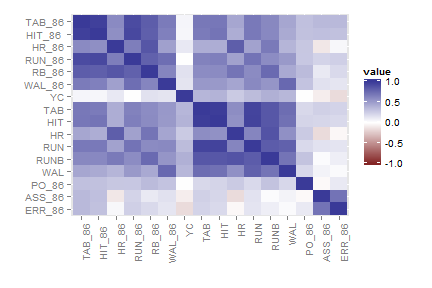 TAB_86
HIT_86
HR_86
RUN_86
RB_86
WAL_86
YC
TAB
HIT
HR
RUN
RUNB
WAL
PO_86
ASS_86
ERR_86
value
1.0
0.5
0.0
-0.5
-1.0
TAB_86
HIT_86
HR_86
RUN_86
RB_86
WAL_86
YC
TAB
HIT
HR
RUN
RUNB
WAL
PO_86
ASS_86
ERR_86